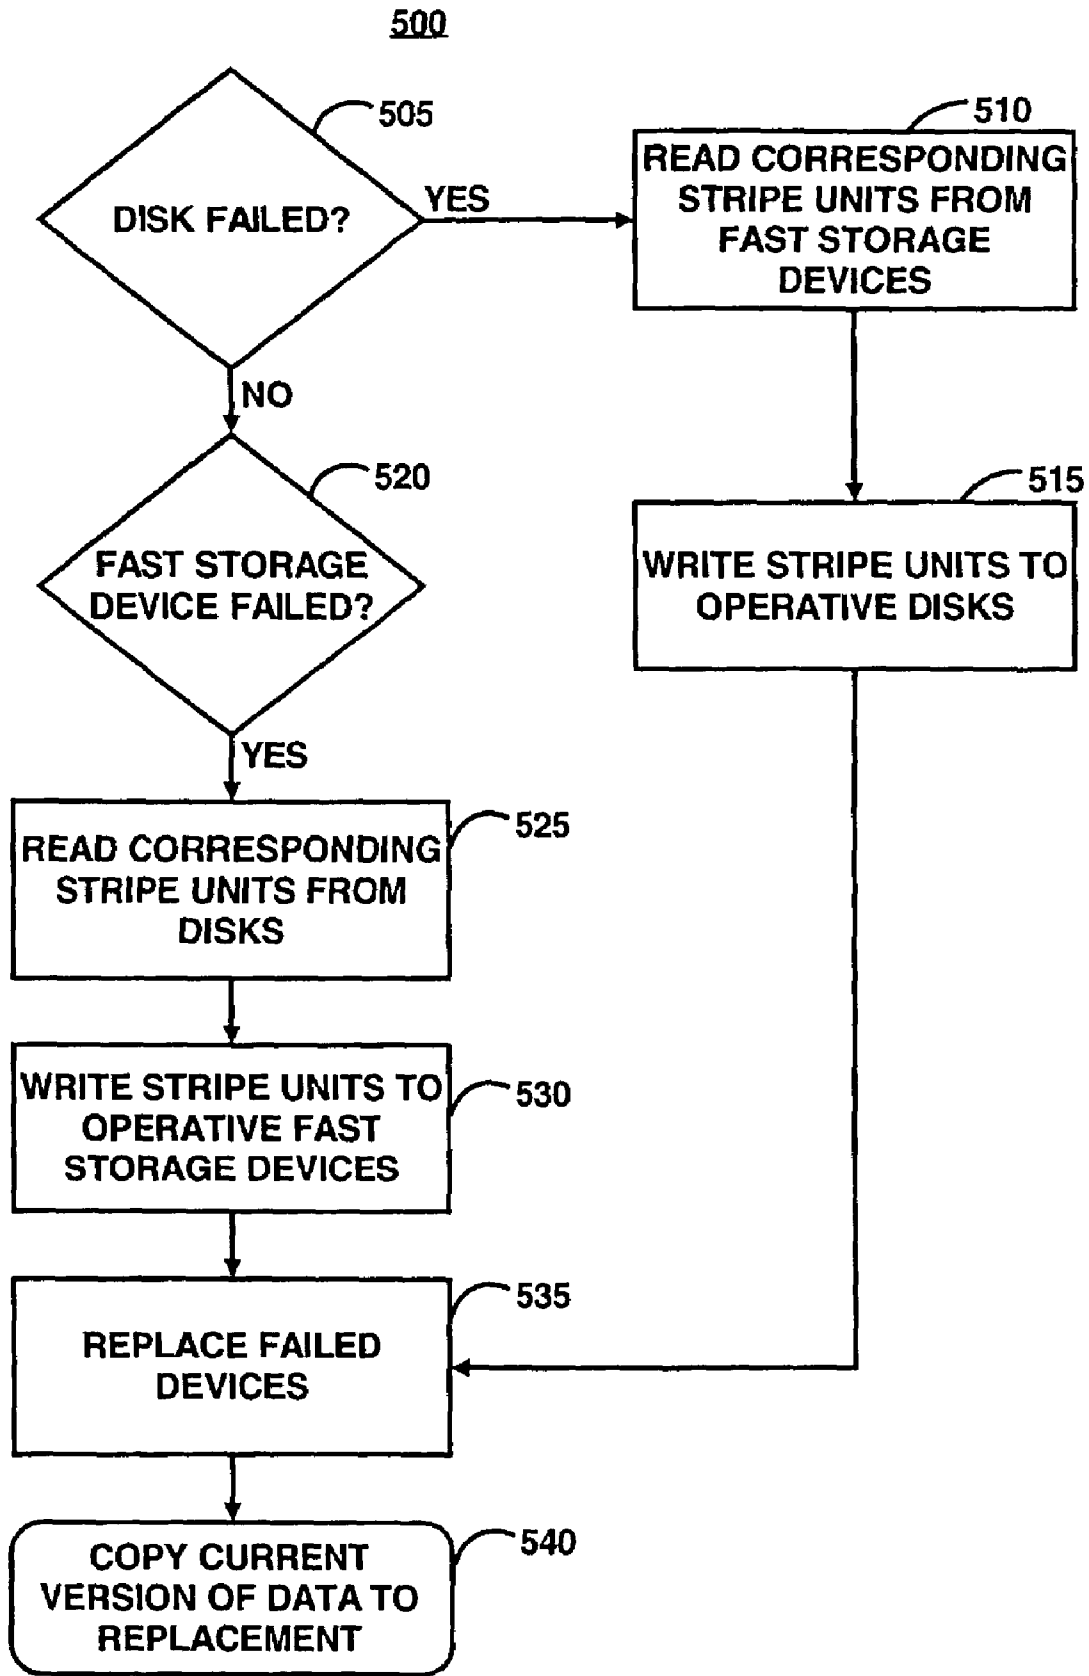 500
505
DISK FAILED?
YES
510
READ CORRESPONDING
STRIPE UNITS FROM
FAST STORAGE
DEVICES
NO
520
FAST STORAGE
DEVICE FAILED?
515
WRITE STRIPE UNITS TO
OPERATIVE DISKS
YES
525
READ CORRESPONDING
STRIPE UNITS FROM
DISKS
530
WRITE STRIPE UNITS TO
OPERATIVE FAST
STORAGE DEVICES
535
REPLACE FAILED
DEVICES
540
COPY CURRENT
VERSION OF DATA TO
REPLACEMENT